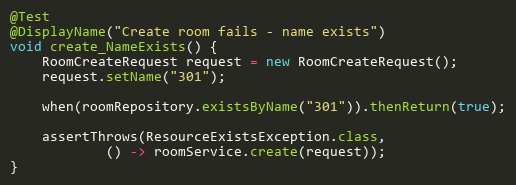 @Test
@DisplayName("Create room fails - name exists")
void create_NameExists() {
    RoomCreateRequest request = new RoomCreateRequest();
    request.setName("301");

    when(roomRepository.existsByName("301")).thenReturn(true);

    assertThrows(ResourceExistsException.class,
            () -> roomService.create(request));
}